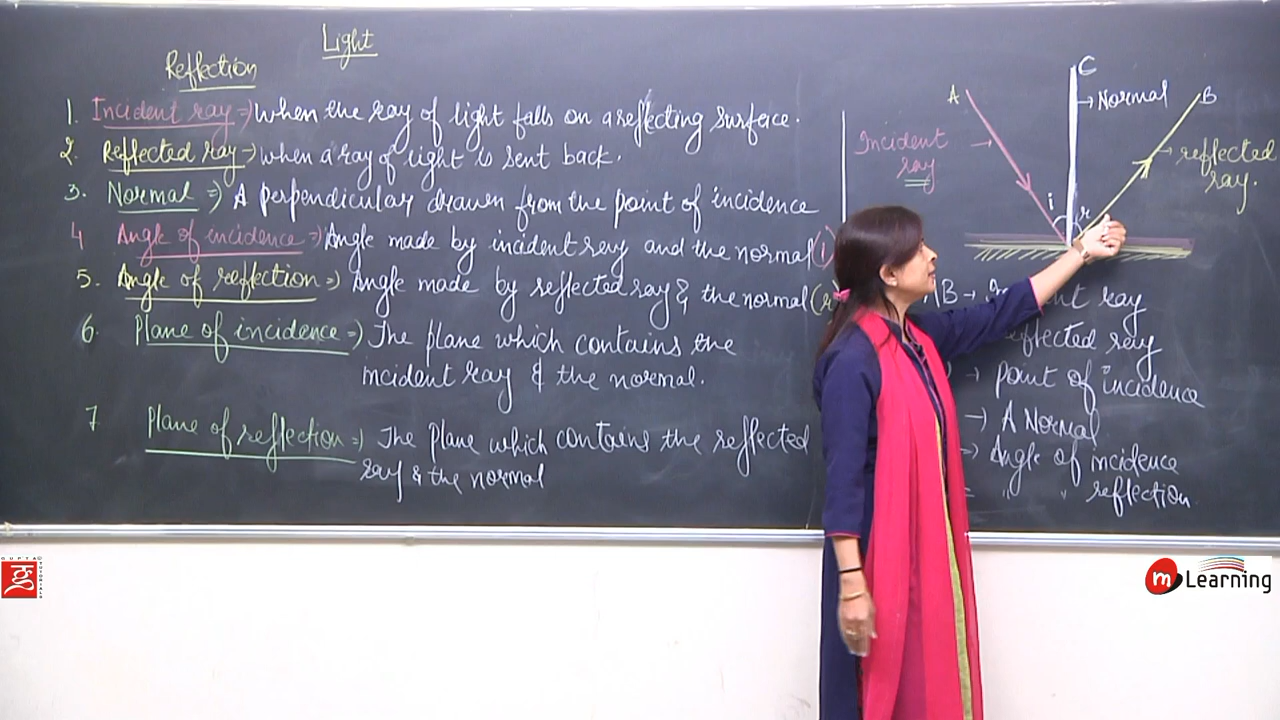 Light
Reflection
1. Incident ray => When the ray of light falls on a reflecting surface.
2. Reflected ray -> when a ray of light is sent back.
3. Normal => A perpendicular drawn from the point of incidence
4 Angle of incidence => Angle made by incident ray and the normal (i)
5. Angle of reflection => Angle made by reflected ray & the normal (r)
6. Plane of incidence => The plane which contains the
incident ray & the normal.
7 Plane of reflection => The plane which contains the reflected
ray & the normal
A
C
B
→ Normal
Incident
ray
→ reflected
ray.
i
r
AB → ray
reflected ray
→ point of incidence
→ A Normal
→ Angle of incidence
= " " reflection
GUPTA TUTORIALS
m Learning